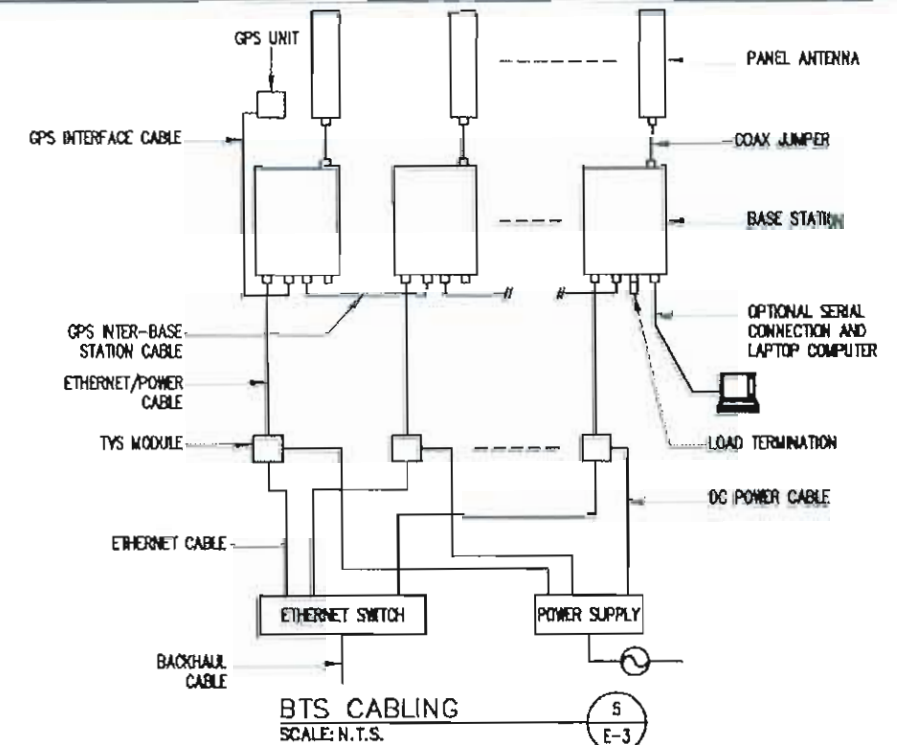 GPS UNIT
PANEL ANTENNA
GPS INTERFACE CABLE
COAX JUMPER
BASE STATION
GPS INTER-BASE
STATION CABLE
OPTIONAL SERIAL
CONNECTION AND
LAPTOP COMPUTER
ETHERNET/POWER
CABLE
TVS MODULE
LOAD TERMINATION
DC POWER CABLE
ETHERNET CABLE
ETHERNET SWITCH
POWER SUPPLY
BACKHAUL
CABLE
BTS CABLING
SCALE: N.T.S.
5
E-3